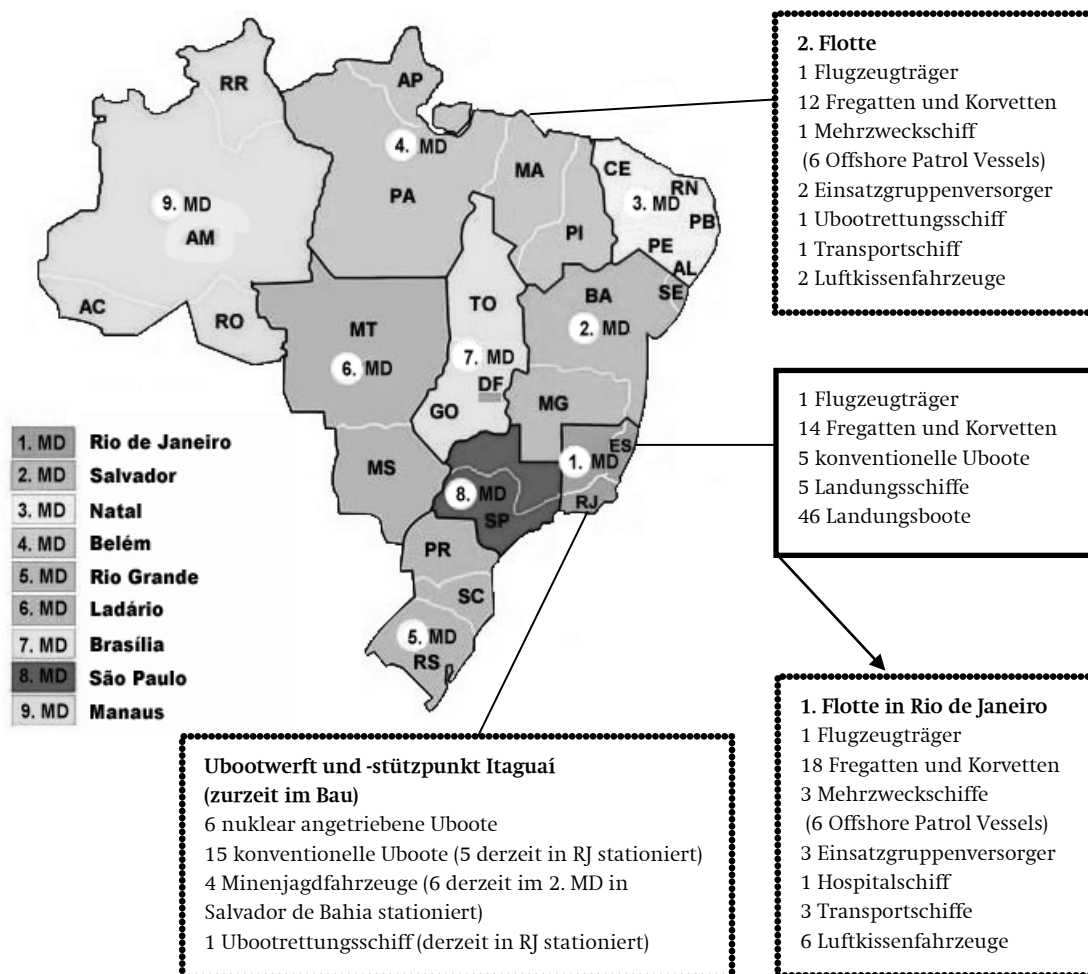 RR
AP
4. MD
MA
CE
RN
3. MD
PB
9. MD
PA
AM
PI
PE
AL
TO
BA
SE
AC
RO
MT
2. MD
7. MD
6. MD
DF
GO
MG
MS
ES
1. MD
8. MD
RJ
SP
PR
SC
5. MD
RS
1. MD Rio de Janeiro
2. MD Salvador
3. MD Natal
4. MD Belém
5. MD Rio Grande
6. MD Ladário
7. MD Brasília
8. MD São Paulo
9. MD Manaus
2. Flotte
1 Flugzeugträger
12 Fregatten und Korvetten
1 Mehrzweckschiff
(6 Offshore Patrol Vessels)
2 Einsatzgruppenversorger
1 Ubootrettungsschiff
1 Transportschiff
2 Luftkissenfahrzeuge
1 Flugzeugträger
14 Fregatten und Korvetten
5 konventionelle Uboote
5 Landungsschiffe
46 Landungsboote
1. Flotte in Rio de Janeiro
1 Flugzeugträger
18 Fregatten und Korvetten
3 Mehrzweckschiffe
(6 Offshore Patrol Vessels)
3 Einsatzgruppenversorger
1 Hospitalschiff
3 Transportschiffe
6 Luftkissenfahrzeuge
Ubootwerft und -stützpunkt Itaguaí
(zurzeit im Bau)
6 nuklear angetriebene Uboote
15 konventionelle Uboote (5 derzeit in RJ stationiert)
4 Minenjagdfahrzeuge (6 derzeit im 2. MD in
Salvador de Bahia stationiert)
1 Ubootrettungsschiff (derzeit in RJ stationiert)